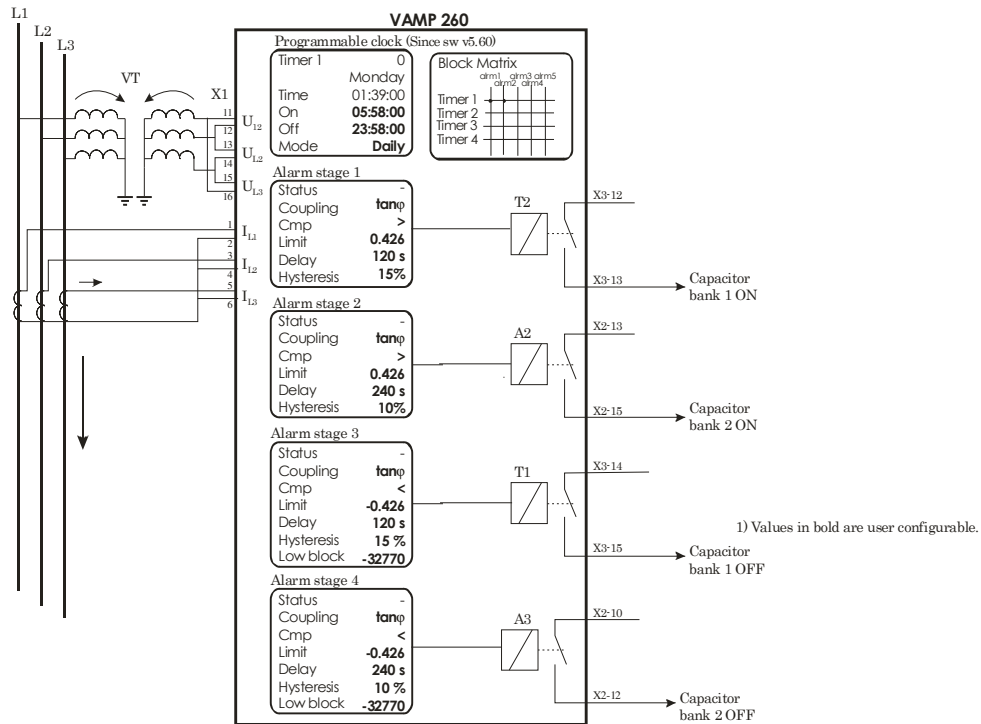 VAMP 260
L1
L2
L3
VT
X1
11
12
13
14
15
16
U12
UL2
UL3
1
2
3
4
5
6
IL1
IL2
IL3
Programmable clock (Since sw v5.60)
Timer 1 0
Monday
Time 01:39:00
On 05:58:00
Off 23:58:00
Mode Daily
Block Matrix
alrm1 alrm3 alrm5
alrm2 alrm4
Timer 1
Timer 2
Timer 3
Timer 4
Alarm stage 1
Status -
Coupling tanφ
Cmp >
Limit 0.426
Delay 120 s
Hysteresis 15%
T2
X3-12
X3-13
Capacitor
bank 1 ON
Alarm stage 2
Status -
Coupling tanφ
Cmp >
Limit 0.426
Delay 240 s
Hysteresis 10%
A2
X2-13
X2-15
Capacitor
bank 2 ON
Alarm stage 3
Status -
Coupling tanφ
Cmp <
Limit -0.426
Delay 120 s
Hysteresis 15 %
Low block -32770
T1
X3-14
X3-15
Capacitor
bank 1 OFF
1) Values in bold are user configurable.
Alarm stage 4
Status -
Coupling tanφ
Cmp <
Limit -0.426
Delay 240 s
Hysteresis 10 %
Low block -32770
A3
X2-10
X2-12
Capacitor
bank 2 OFF